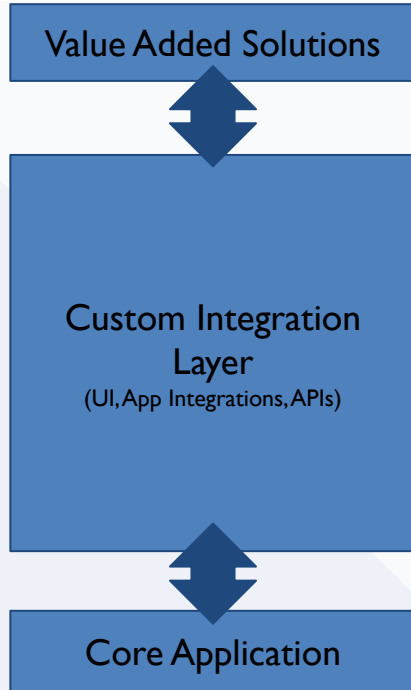 Value Added Solutions
Custom Integration
Layer
(UI, App Integrations, APIs)
Core Application